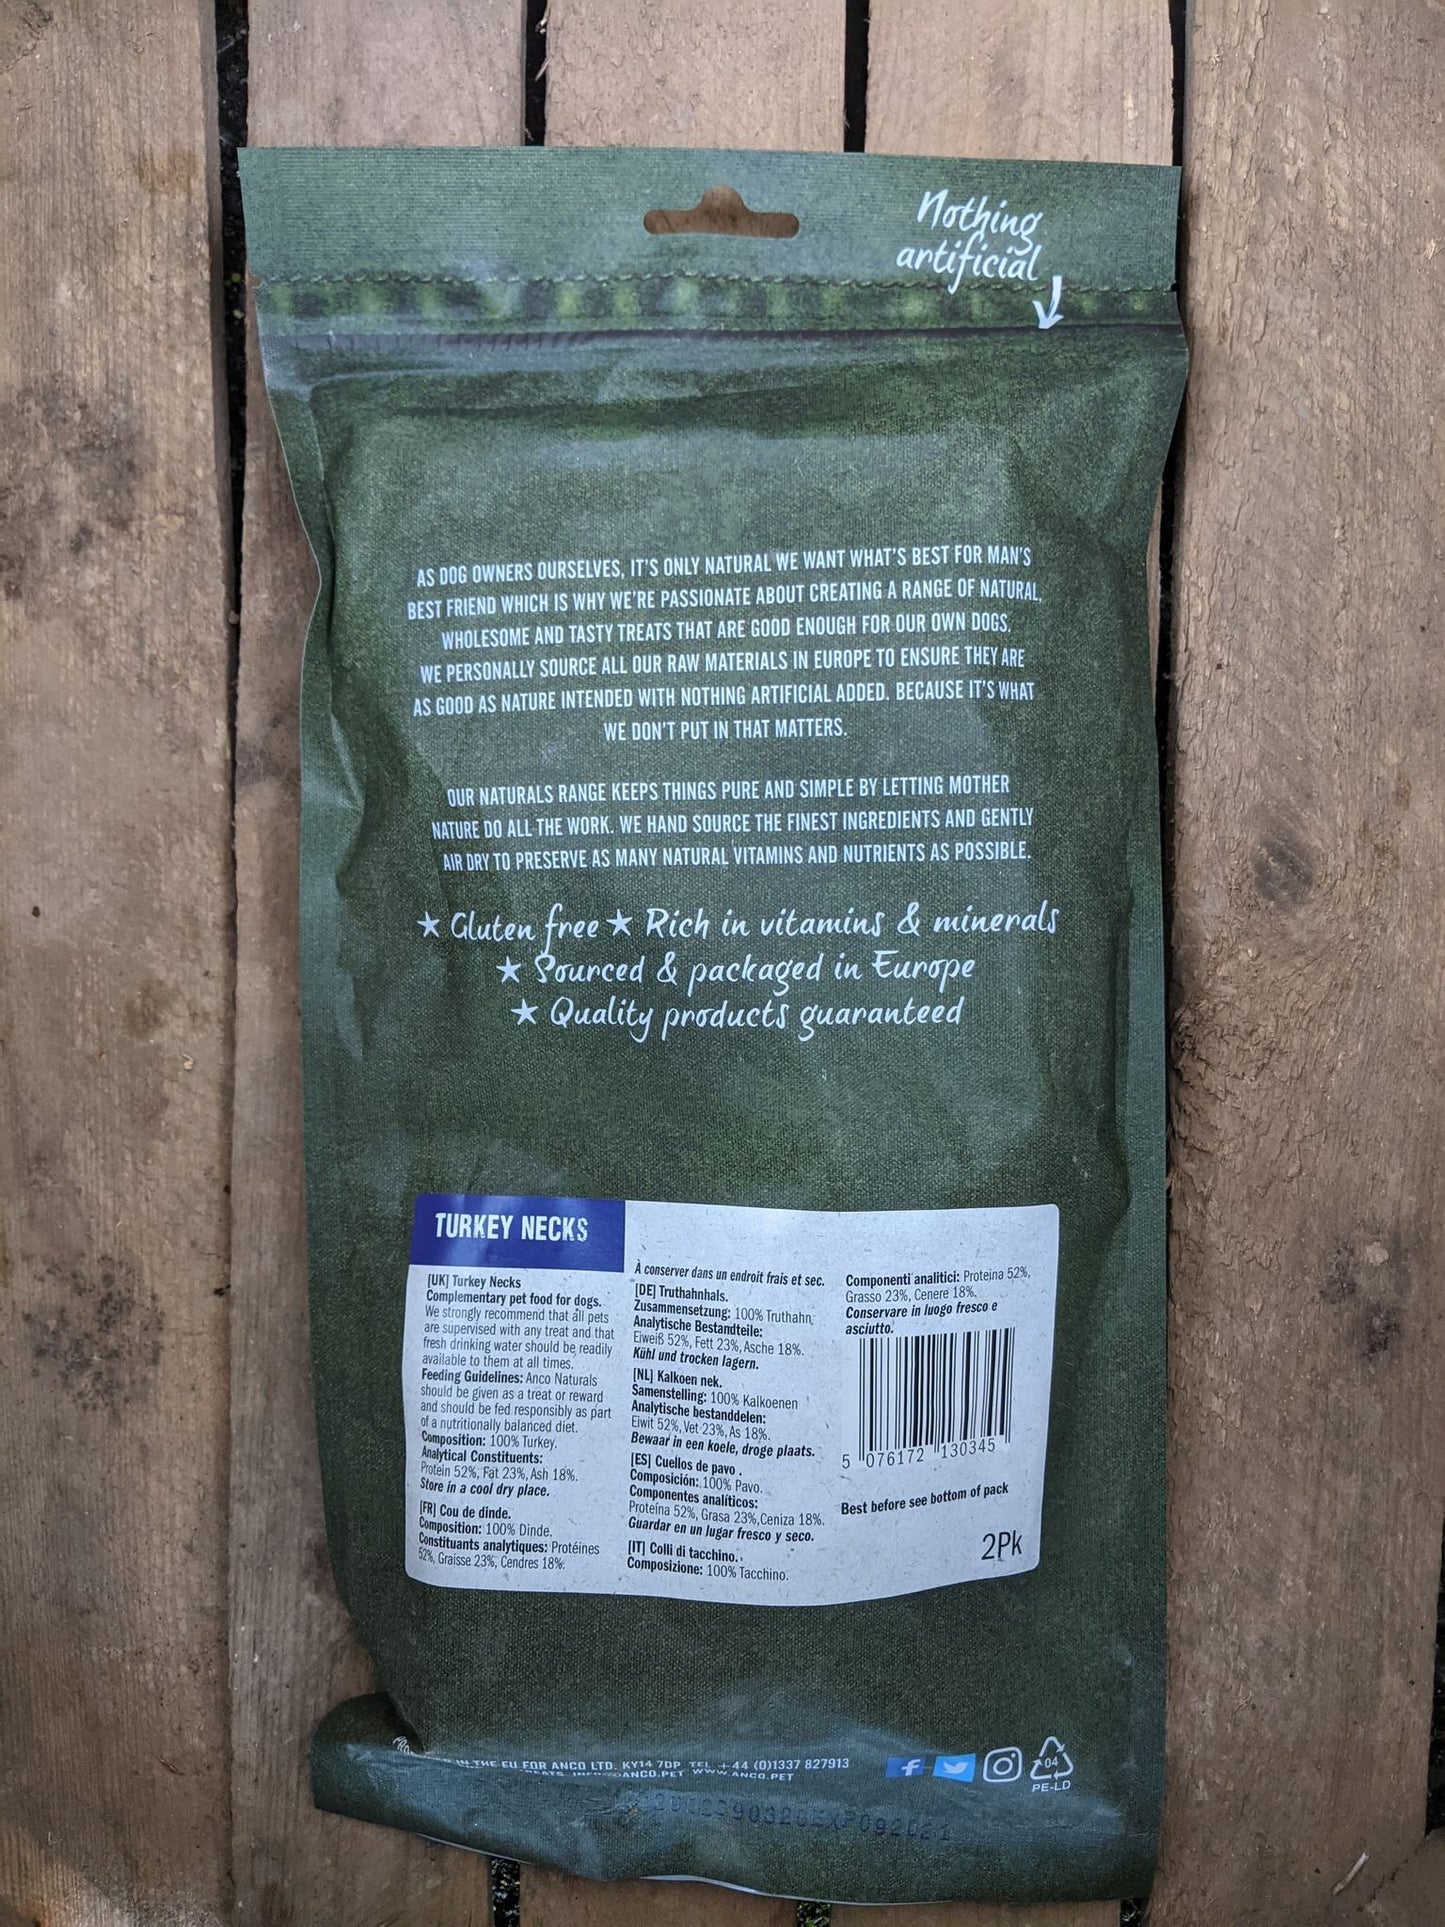 Nothing
artificial
AS DOG OWNERS OURSELVES, IT'S ONLY NATURAL WE WANT WHAT'S BEST FOR MAN'S
BEST FRIEND WHICH IS WHY WE'RE PASSIONATE ABOUT CREATING A RANGE OF NATURAL,
WHOLESOME AND TASTY TREATS THAT ARE GOOD ENOUGH FOR OUR OWN DOGS.
WE PERSONALLY SOURCE ALL OUR RAW MATERIALS IN EUROPE TO ENSURE THEY ARE
AS GOOD AS NATURE INTENDED WITH NOTHING ARTIFICIAL ADDED. BECAUSE IT'S WHAT
WE DON'T PUT IN THAT MATTERS.
OUR NATURALS RANGE KEEPS THINGS PURE AND SIMPLE BY LETTING MOTHER
NATURE DO ALL THE WORK. WE HAND SOURCE THE FINEST INGREDIENTS AND GENTLY
AIR DRY TO PRESERVE AS MANY NATURAL VITAMINS AND NUTRIENTS AS POSSIBLE.
★ Gluten free ★ Rich in vitamins & minerals
★ Sourced & packaged in Europe
★ Quality products guaranteed
TURKEY NECKS
[UK] Turkey Necks
Complementary pet food for dogs.
We strongly recommend that all pets
are supervised with any treat and that
fresh drinking water should be readily
available to them at all times.
Feeding Guidelines: Anco Naturals
should be given as a treat or reward
and should be fed responsibly as part
of a nutritionally balanced diet.
Composition: 100% Turkey.
Analytical Constituents:
Protein 52%, Fat 23%, Ash 18%.
Store in a cool dry place.
[FR] Cou de dinde.
Composition: 100% Dinde.
Constituants analytiques: Protéines
52%, Graisse 23%, Cendres 18%.
À conserver dans un endroit frais et sec.
[DE] Truthahnhals.
Zusammensetzung: 100% Truthahn,
Analytische Bestandteile:
Eiweiß 52%, Fett 23%, Asche 18%.
Kühl und trocken lagern.
[NL] Kalkoen nek.
Samenstelling: 100% Kalkoenen
Analytische bestanddelen:
Eiwit 52%, Vet 23%, As 18%.
Bewaar in een koele, droge plaats.
[ES] Cuellos de pavo .
Composición: 100% Pavo.
Componentes analíticos:
Proteína 52%, Grasa 23%,Ceniza 18%.
Guardar en un lugar fresco y seco.
[IT] Colli di tacchino.
Composizione: 100% Tacchino.
Componenti analitici: Proteina 52%,
Grasso 23%, Cenere 18%.
Conservare in luogo fresco e
asciutto.
5 076172 130345
Best before see bottom of pack
2Pk
IN THE EU FOR ANCO LTD. KY14 7DP TEL +44 (0)1337 827913
WWW.ANCO.PET
04
PE-LD